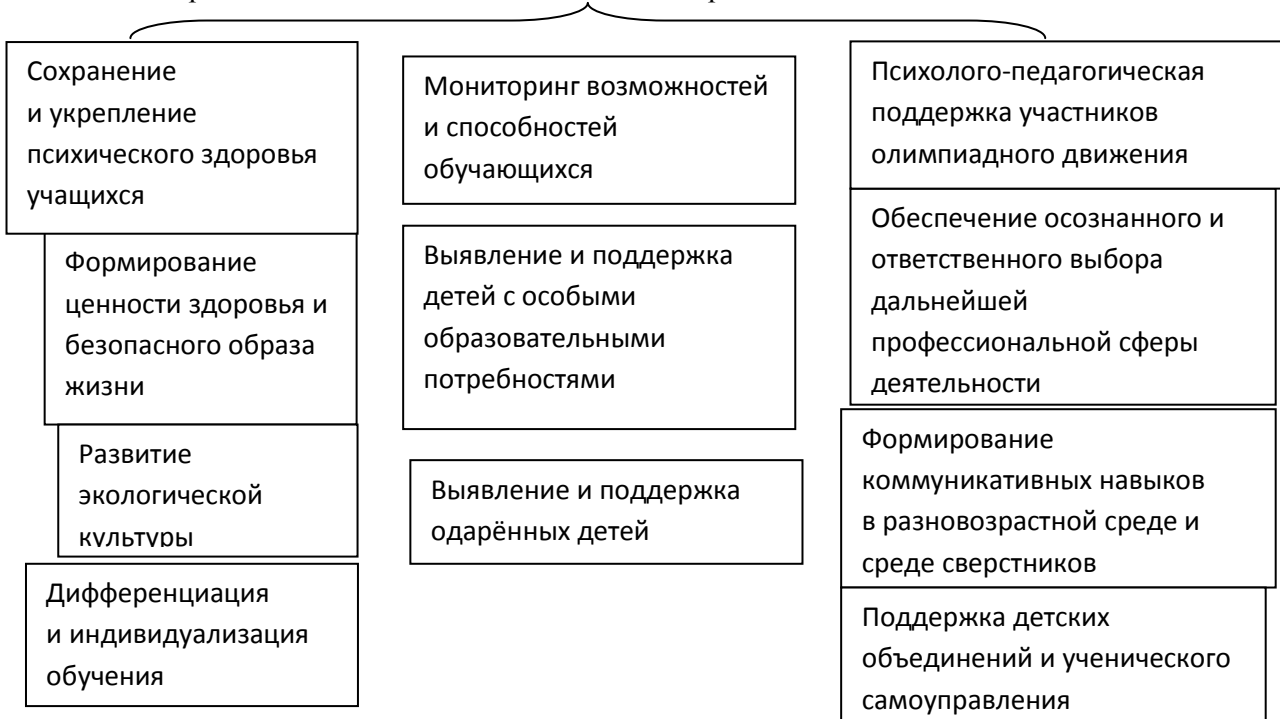 Сохранение
и укрепление
психического здоровья
учащихся
Формирование
ценности здоровья и
безопасного образа
жизни
Развитие
экологической
культуры
Дифференциация
и индивидуализация
обучения
Мониторинг возможностей
и способностей
обучающихся
Выявление и поддержка
детей с особыми
образовательными
потребностями
Выявление и поддержка
одарённых детей
Психолого-педагогическая
поддержка участников
олимпиадного движения
Обеспечение осознанного и
ответственного выбора
дальнейшей
профессиональной сферы
деятельности
Формирование
коммуникативных навыков
в разновозрастной среде и
среде сверстников
Поддержка детских
объединений и ученического
самоуправления